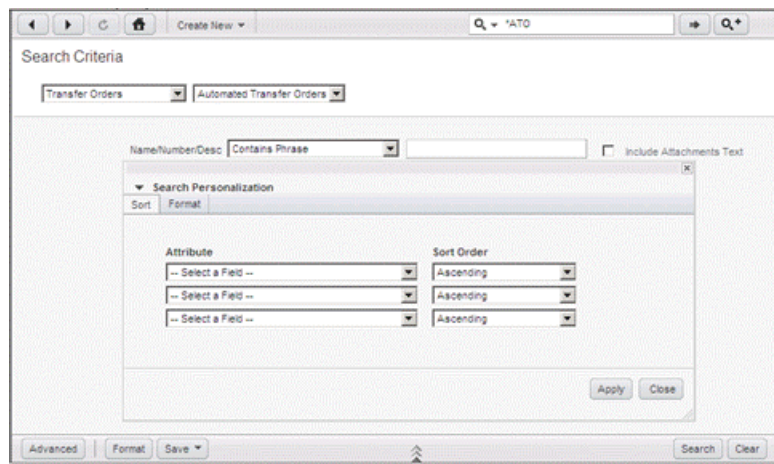 Create New
*ATO
Search Criteria
Transfer Orders Automated Transfer Orders
Name/Number/Desc Contains Phrase Include Attachments Text
Search Personalization
Sort Format
Attribute Sort Order
-- Select a Field -- Ascending
-- Select a Field -- Ascending
-- Select a Field -- Ascending
Apply Close
Advanced Format Save Search Clear